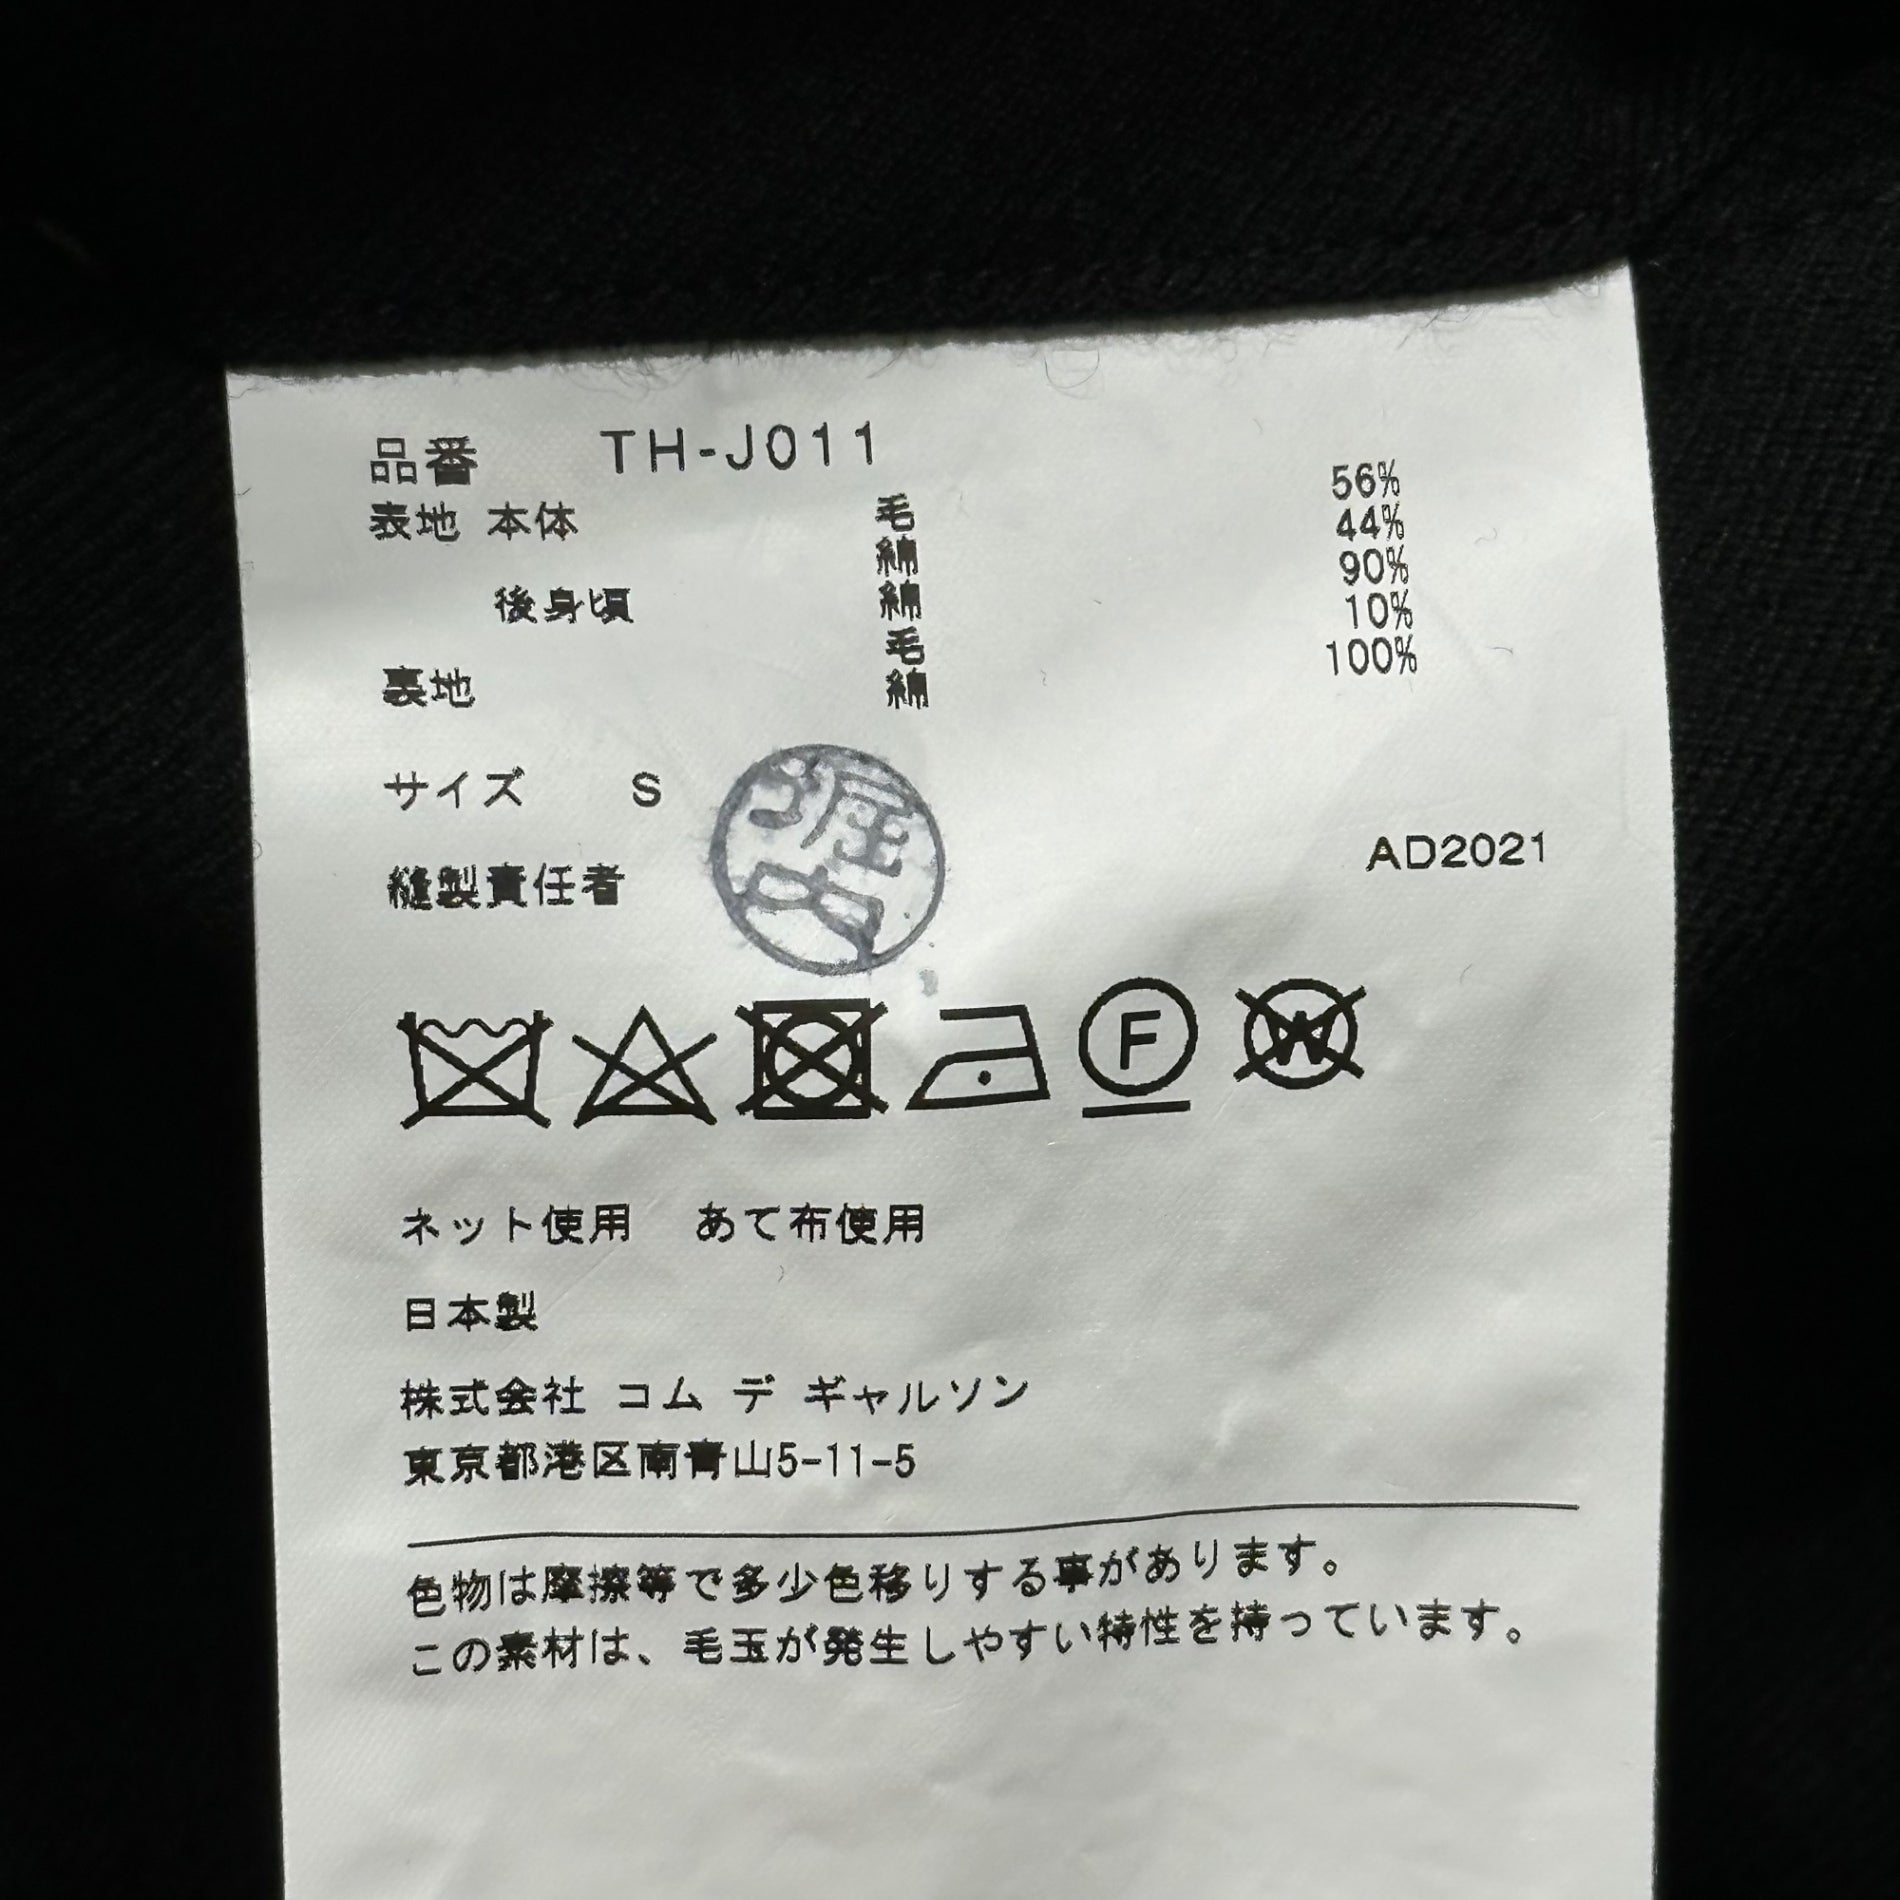 品番 TH-J011
表地 本体 毛 56%
綿 44%
後身頃 綿 90%
毛 10%
裏地 綿 100%
サイズ S
AD2021
縫製責任者
堀内
F W
ネット使用 あて布使用
日本製
株式会社 コム デ ギャルソン
東京都港区南青山5-11-5
色物は摩擦等で多少色移りする事があります。
この素材は、毛玉が発生しやすい特性を持っています。